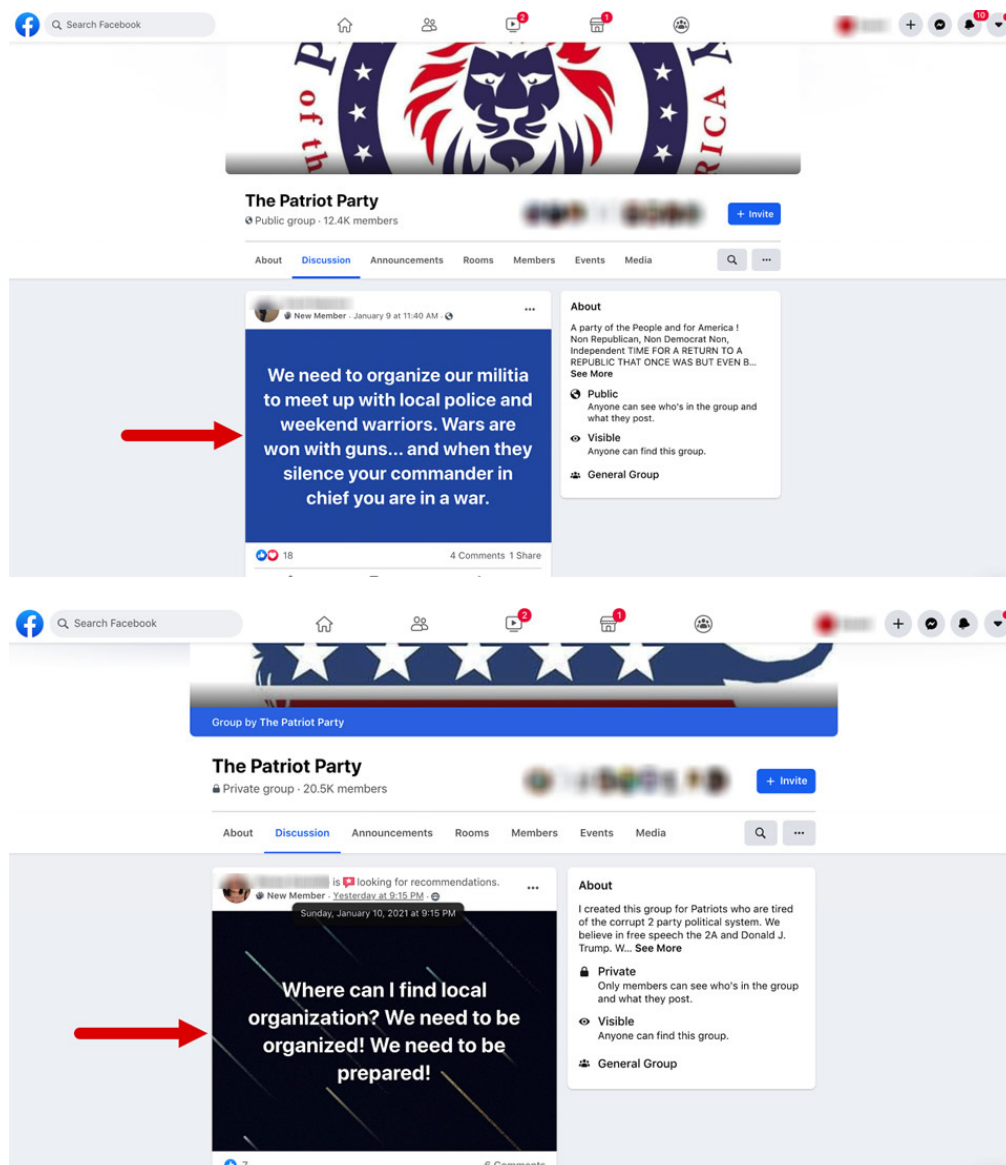 Search Facebook
2
1
10
of th
P
RICA
Y
The Patriot Party
Public group · 12.4K members
+ Invite
About Discussion Announcements Rooms Members Events Media
New Member · January 9 at 11:40 AM ·
We need to organize our militia
to meet up with local police and
weekend warriors. Wars are
won with guns... and when they
silence your commander in
chief you are in a war.
18
4 Comments 1 Share
About
A party of the People and for America !
Non Republican, Non Democrat Non,
Independent TIME FOR A RETURN TO A
REPUBLIC THAT ONCE WAS BUT EVEN B...
See More
Public
Anyone can see who's in the group and
what they post.
Visible
Anyone can find this group.
General Group
Search Facebook
2
1
Group by The Patriot Party
The Patriot Party
Private group · 20.5K members
+ Invite
About Discussion Announcements Rooms Members Events Media
is looking for recommendations.
New Member · Yesterday at 9:15 PM ·
Sunday, January 10, 2021 at 9:15 PM
Where can I find local
organization? We need to be
organized! We need to be
prepared!
7
6 Comments
About
I created this group for Patriots who are tired
of the corrupt 2 party political system. We
believe in free speech the 2A and Donald J.
Trump. W... See More
Private
Only members can see who's in the group
and what they post.
Visible
Anyone can find this group.
General Group